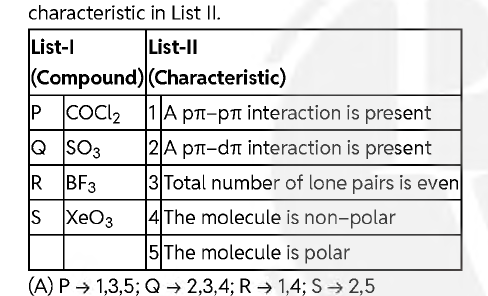 characteristic in List II.
List-I List-II
(Compound) (Characteristic)
P COCl₂ 1 A pπ–pπ interaction is present
Q SO₃ 2 A pπ–dπ interaction is present
R BF₃ 3 Total number of lone pairs is even
S XeO₃ 4 The molecule is non–polar
5 The molecule is polar
(A) P → 1,3,5; Q → 2,3,4; R → 1,4; S → 2,5